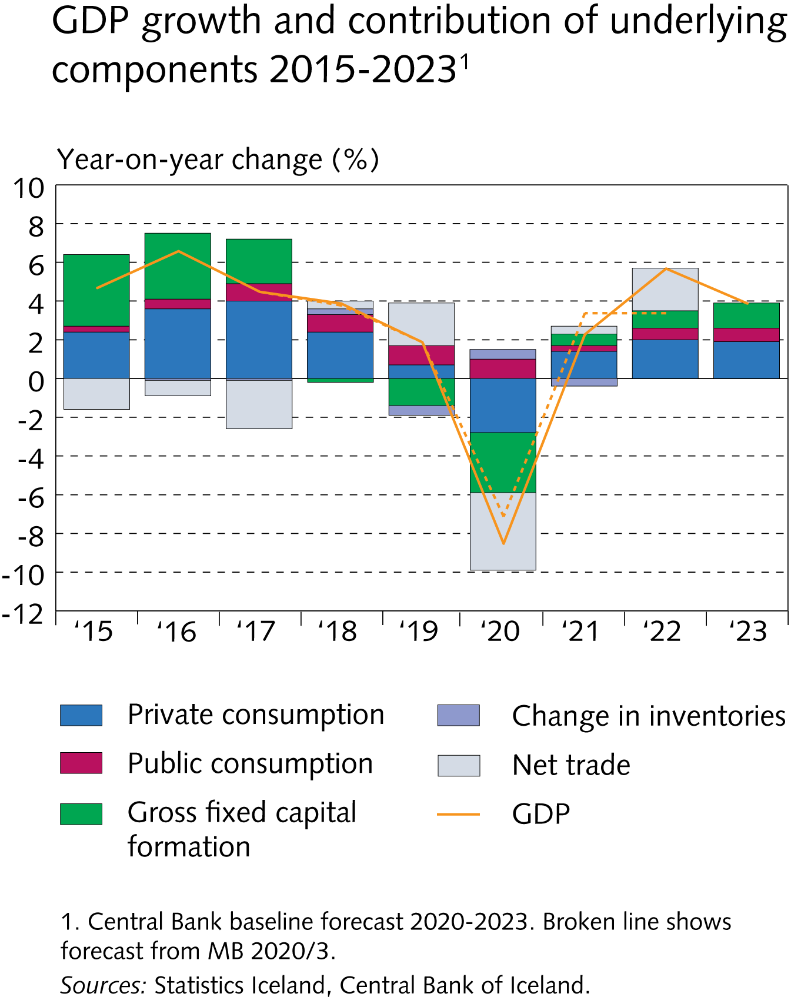 GDP growth and contribution of underlying
components 2015-2023¹
Year-on-year change (%)
10
8
6
4
2
0
-2
-4
-6
-8
-10
-12
‘15 ‘16 ‘17 ‘18 ‘19 ‘20 ‘21 ‘22 ‘23
Private consumption
Public consumption
Gross fixed capital
formation
Change in inventories
Net trade
GDP
1. Central Bank baseline forecast 2020-2023. Broken line shows
forecast from MB 2020/3.
Sources: Statistics Iceland, Central Bank of Iceland.